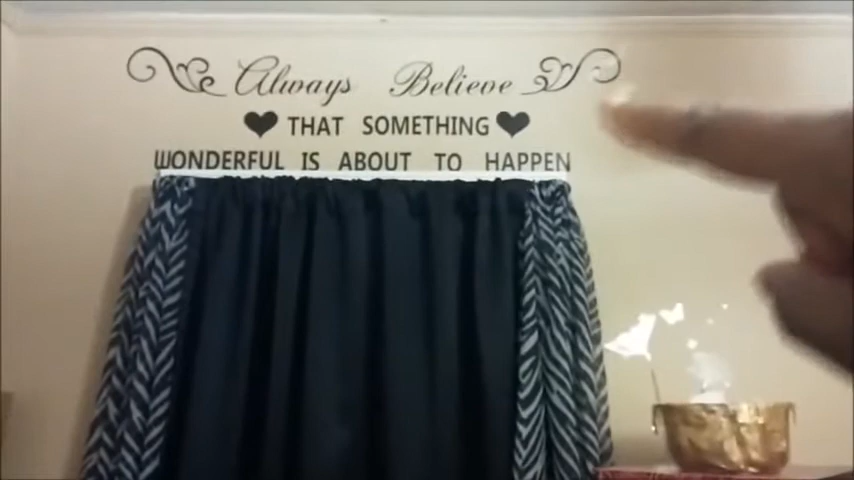 Always Believe
THAT SOMETHING
WONDERFUL IS ABOUT TO HAPPEN